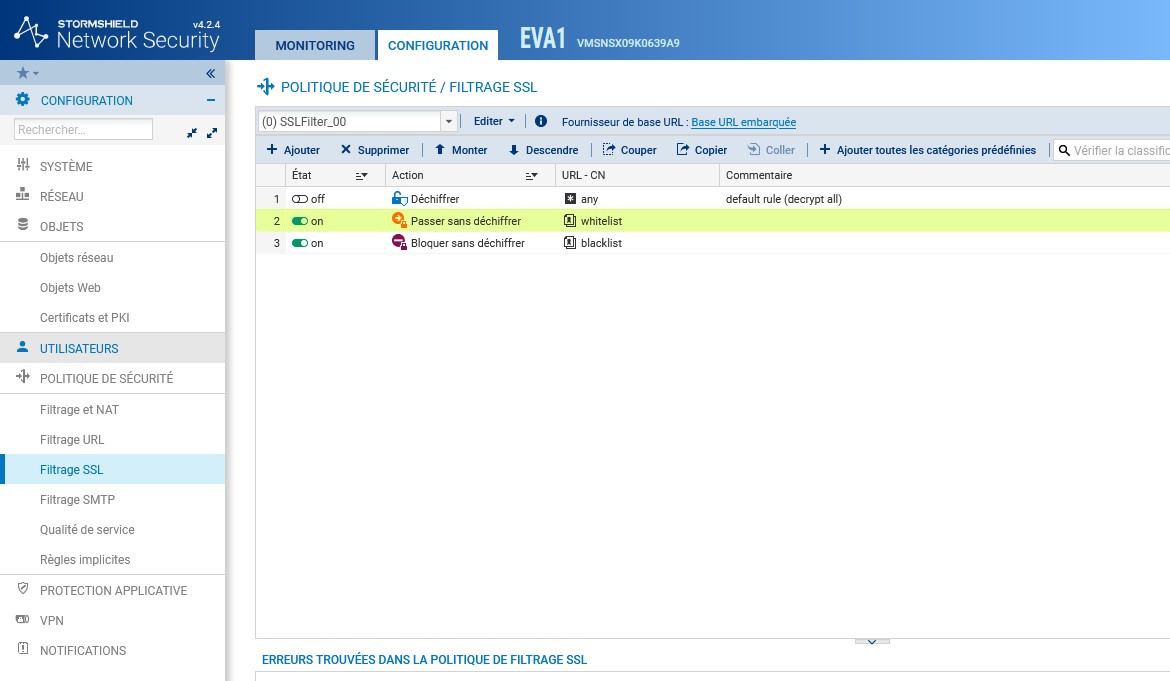 STORMSHIELD v4.2.4
Network Security
MONITORING
CONFIGURATION
EVA1 VMSNSX09K0639A9
CONFIGURATION
Rechercher...
SYSTÈME
RÉSEAU
OBJETS
Objets réseau
Objets Web
Certificats et PKI
UTILISATEURS
POLITIQUE DE SÉCURITÉ
Filtrage et NAT
Filtrage URL
Filtrage SSL
Filtrage SMTP
Qualité de service
Règles implicites
PROTECTION APPLICATIVE
VPN
NOTIFICATIONS
POLITIQUE DE SÉCURITÉ / FILTRAGE SSL
(0) SSLFilter_00 Editer Fournisseur de base URL : Base URL embarquée
Ajouter Supprimer Monter Descendre Couper Copier Coller Ajouter toutes les catégories prédéfinies Vérifier la classific
État Action URL - CN Commentaire
1 off Déchiffrer any default rule (decrypt all)
2 on Passer sans déchiffrer whitelist
3 on Bloquer sans déchiffrer blacklist
ERREURS TROUVÉES DANS LA POLITIQUE DE FILTRAGE SSL